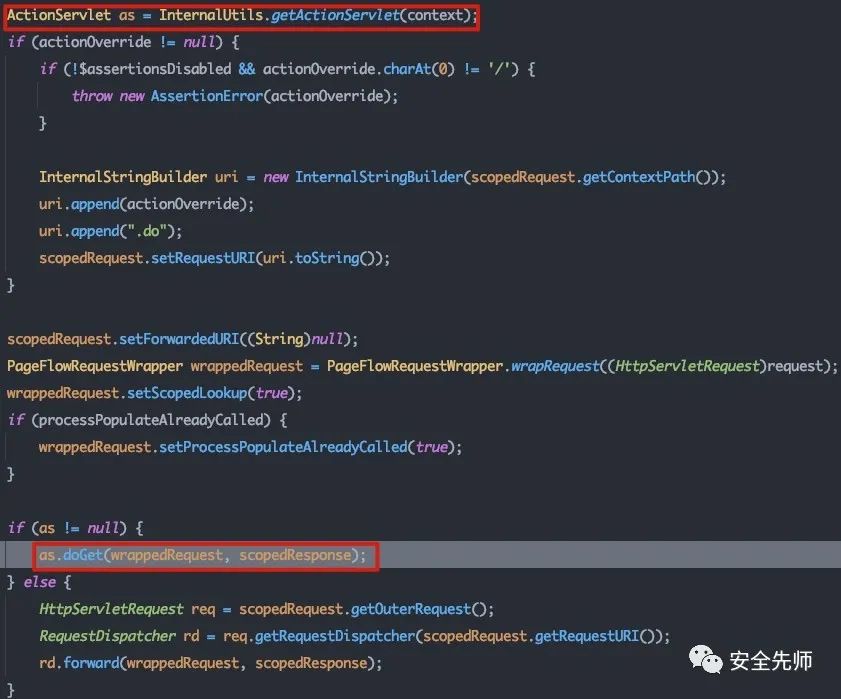 ActionServlet as = InternalUtils.getActionServlet(context);
if (actionOverride != null) {
    if (!$assertionsDisabled && actionOverride.charAt(0) != '/') {
        throw new AssertionError(actionOverride);
    }

    InternalStringBuilder uri = new InternalStringBuilder(scopedRequest.getContextPath());
    uri.append(actionOverride);
    uri.append(".do");
    scopedRequest.setRequestURI(uri.toString());
}

scopedRequest.setForwardedURI((String)null);
PageFlowRequestWrapper wrappedRequest = PageFlowRequestWrapper.wrapRequest((HttpServletRequest)request);
wrappedRequest.setScopedLookup(true);
if (processPopulateAlreadyCalled) {
    wrappedRequest.setProcessPopulateAlreadyCalled(true);
}

if (as != null) {
    as.doGet(wrappedRequest, scopedResponse);
} else {
    HttpServletRequest req = scopedRequest.getOuterRequest();
    RequestDispatcher rd = req.getRequestDispatcher(scopedRequest.getRequestURI());
    rd.forward(wrappedRequest, scopedResponse);
}
安全先师